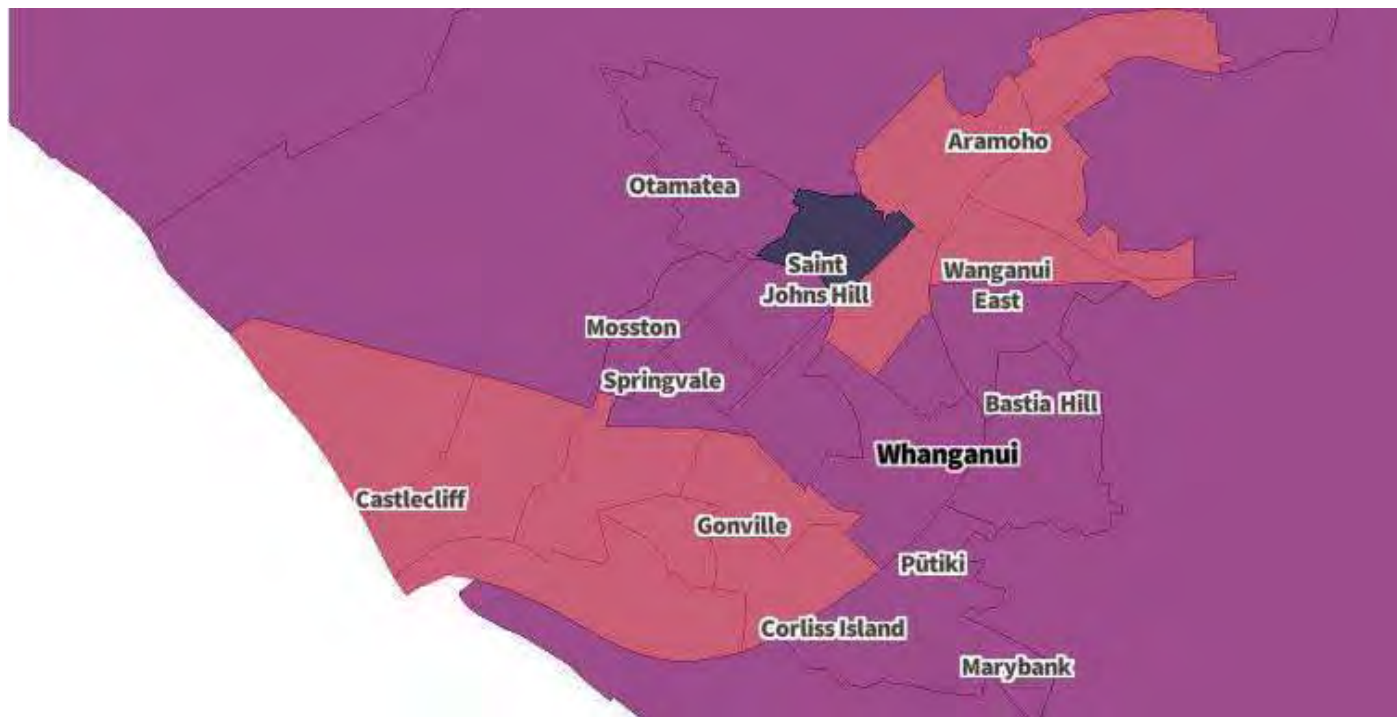 Aramoho
Otamatea
Saint
Johns Hill
Wanganui
East
Mosston
Springvale
Bastia Hill
Whanganui
Castlecliff
Gonville
Pūtiki
Corliss Island
Marybank